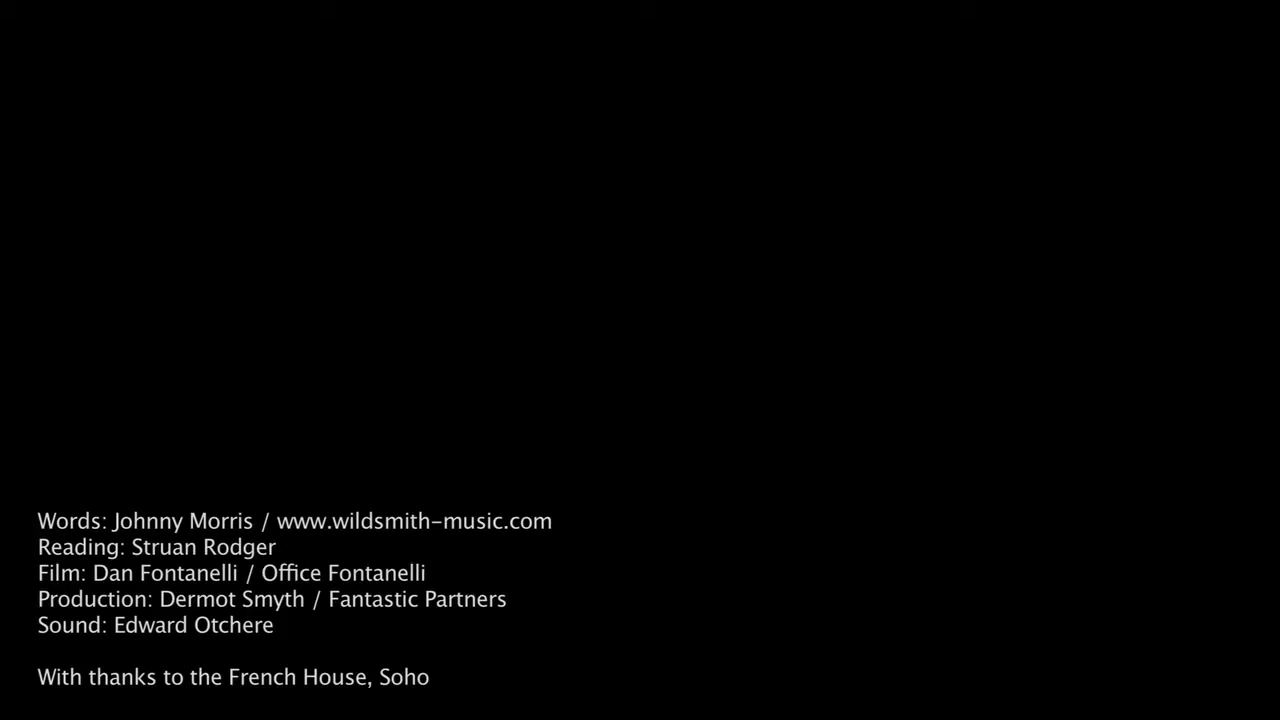 Words: Johnny Morris / www.wildsmith-music.com
Reading: Struan Rodger
Film: Dan Fontanelli / Office Fontanelli
Production: Dermot Smyth / Fantastic Partners
Sound: Edward Otchere
With thanks to the French House, Soho